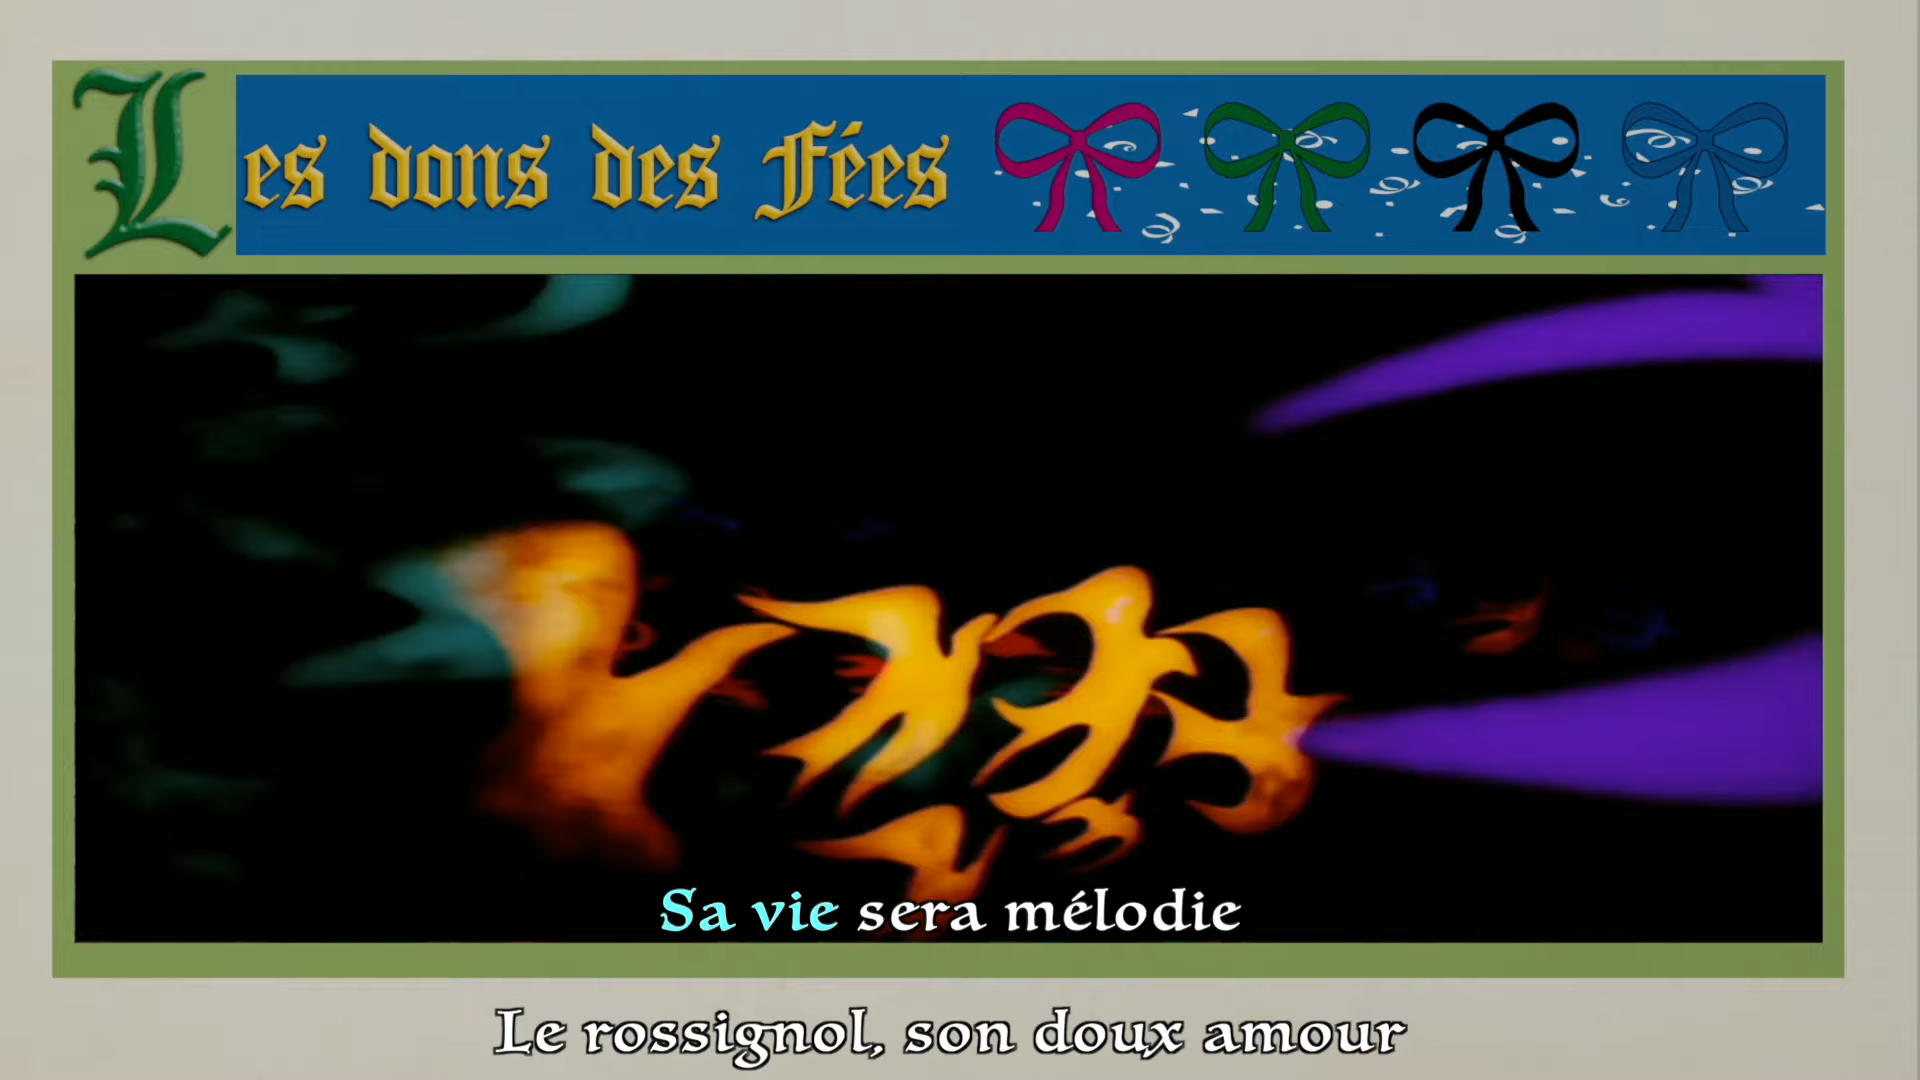 Les dons des Fées
Sa vie sera mélodie
Le rossignol, son doux amour